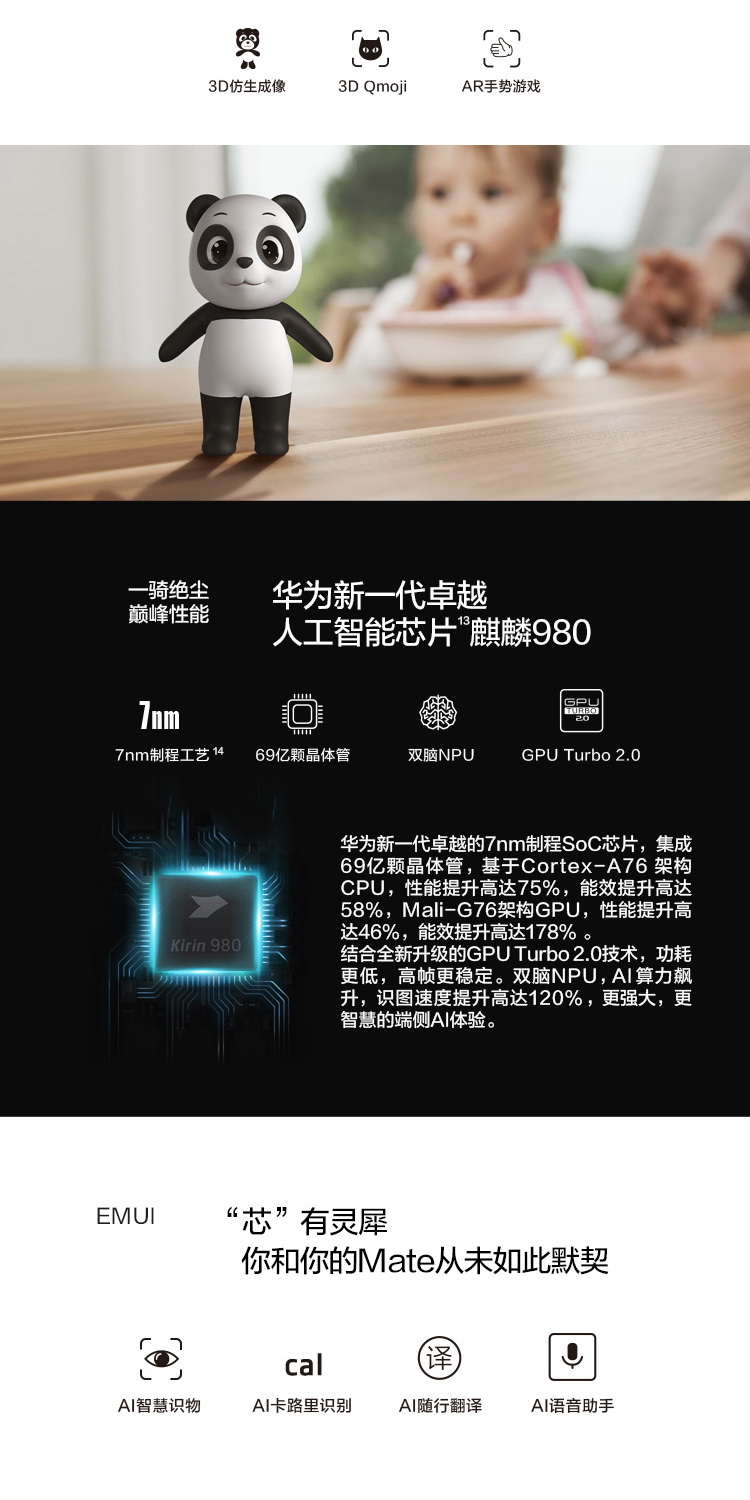 3D仿生成像
3D Qmoji
AR手势游戏
一骑绝尘
巅峰性能
华为新一代卓越
人工智能芯片13麒麟980
7nm
GPU
TURBO
2.0
7nm制程工艺14
69亿颗晶体管
双脑NPU
GPU Turbo 2.0
Kirin 980
华为新一代卓越的7nm制程SoC芯片，集成
69亿颗晶体管，基于Cortex-A76 架构
CPU，性能提升高达75%，能效提升高达
58%，Mali-G76架构GPU，性能提升高
达46%，能效提升高达178% 。
结合全新升级的GPU Turbo 2.0技术，功耗
更低，高帧更稳定。双脑NPU，AI 算力飙
升，识图速度提升高达120%，更强大，更
智慧的端侧AI体验。
EMUI
“芯”有灵犀
你和你的Mate从未如此默契
cal
译
AI智慧识物
AI卡路里识别
AI随行翻译
AI语音助手